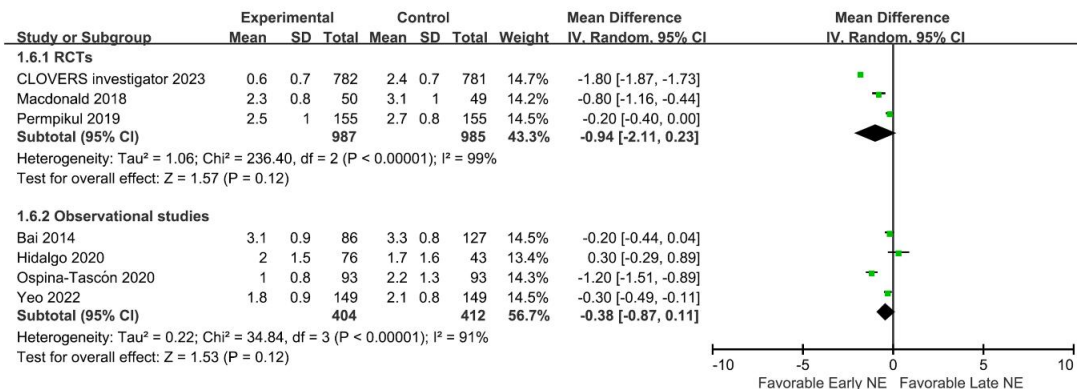 Experimental Control Mean Difference Mean Difference
Study or Subgroup Mean SD Total Mean SD Total Weight IV, Random, 95% CI IV, Random, 95% CI
1.6.1 RCTs
CLOVERS investigator 2023 0.6 0.7 782 2.4 0.7 781 14.7% -1.80 [-1.87, -1.73]
Macdonald 2018 2.3 0.8 50 3.1 1 49 14.2% -0.80 [-1.16, -0.44]
Permpikul 2019 2.5 1 155 2.7 0.8 155 14.5% -0.20 [-0.40, 0.00]
Subtotal (95% CI) 987 985 43.3% -0.94 [-2.11, 0.23]
Heterogeneity: Tau² = 1.06; Chi² = 236.40, df = 2 (P < 0.00001); I² = 99%
Test for overall effect: Z = 1.57 (P = 0.12)
1.6.2 Observational studies
Bai 2014 3.1 0.9 86 3.3 0.8 127 14.5% -0.20 [-0.44, 0.04]
Hidalgo 2020 2 1.5 76 1.7 1.6 43 13.4% 0.30 [-0.29, 0.89]
Ospina-Tascón 2020 1 0.8 93 2.2 1.3 93 14.3% -1.20 [-1.51, -0.89]
Yeo 2022 1.8 0.9 149 2.1 0.8 149 14.5% -0.30 [-0.49, -0.11]
Subtotal (95% CI) 404 412 56.7% -0.38 [-0.87, 0.11]
Heterogeneity: Tau² = 0.22; Chi² = 34.84, df = 3 (P < 0.00001); I² = 91%
Test for overall effect: Z = 1.53 (P = 0.12)
-10 -5 0 5 10
Favorable Early NE Favorable Late NE